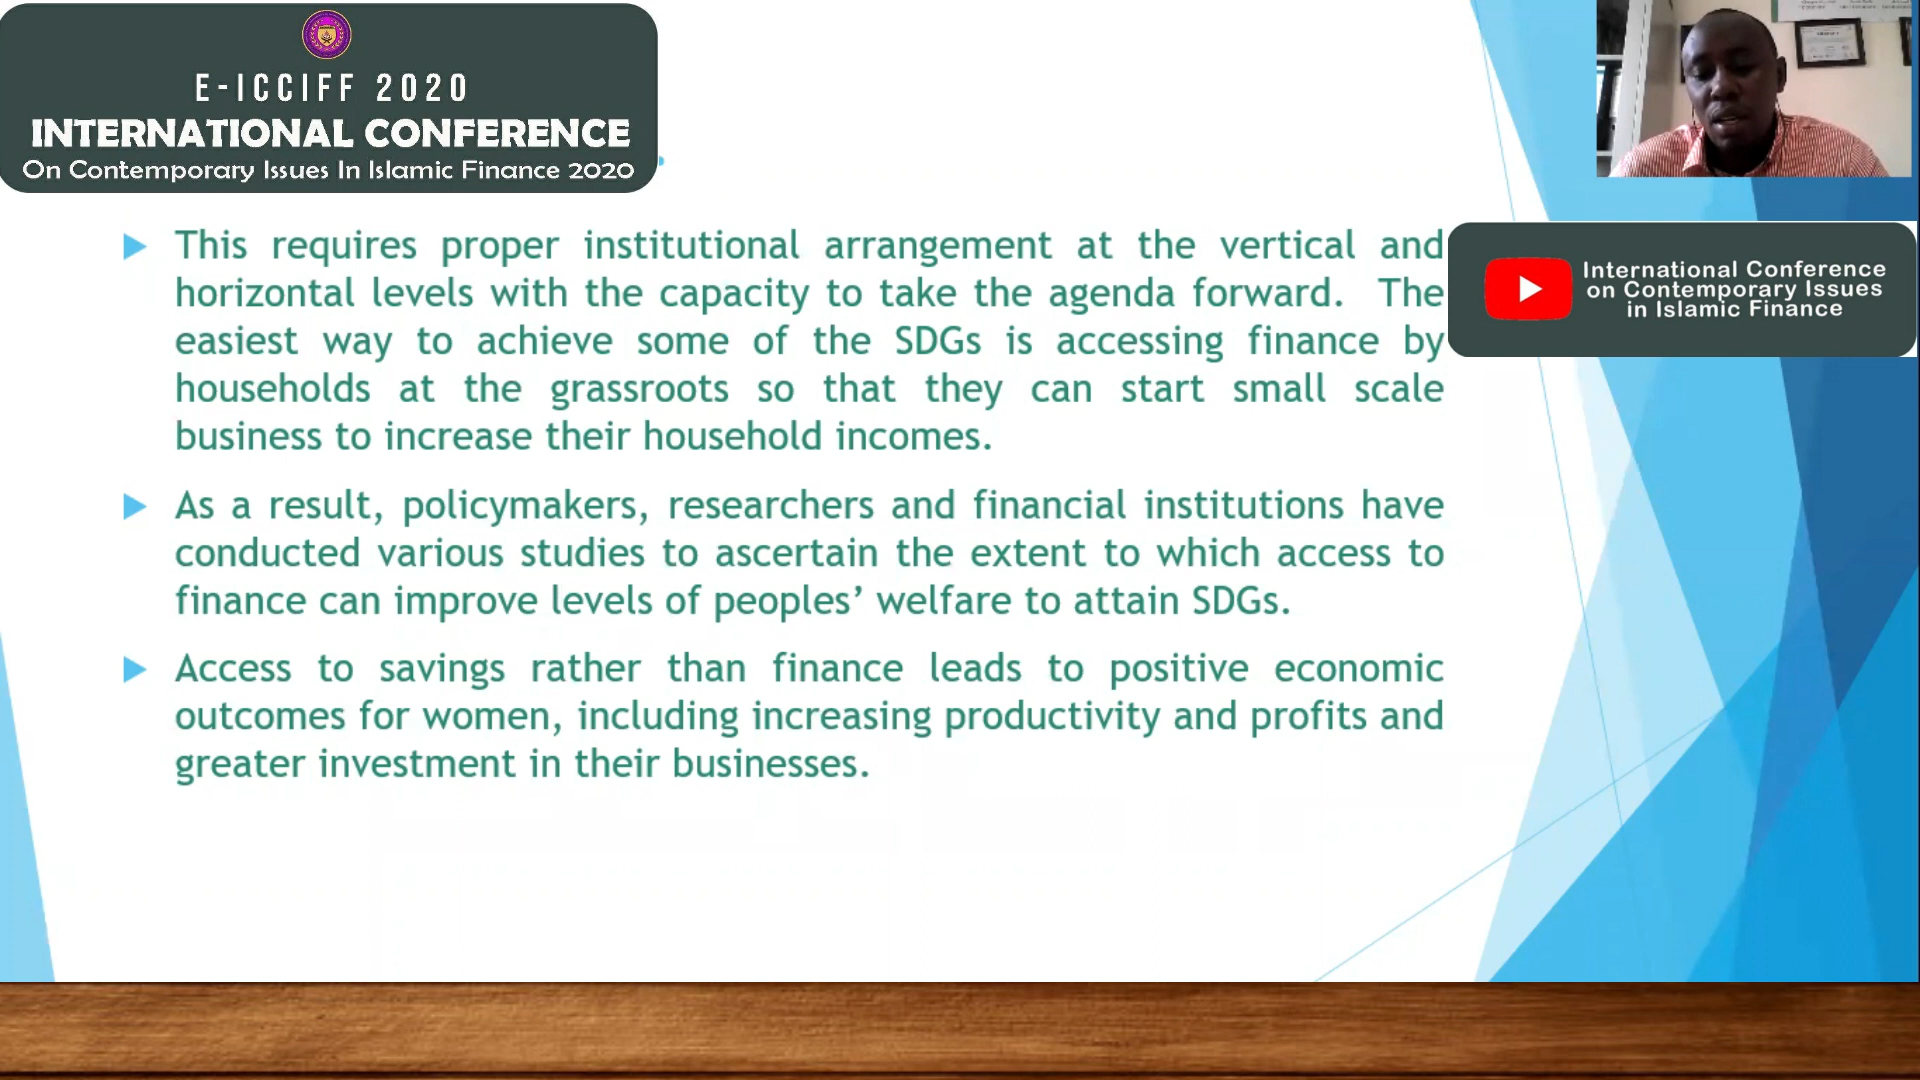 E-ICCIFF 2020
INTERNATIONAL CONFERENCE
On Contemporary Issues In Islamic Finance 2020
This requires proper institutional arrangement at the vertical and
horizontal levels with the capacity to take the agenda forward. The
easiest way to achieve some of the SDGs is accessing finance by
households at the grassroots so that they can start small scale
business to increase their household incomes.
As a result, policymakers, researchers and financial institutions have
conducted various studies to ascertain the extent to which access to
finance can improve levels of peoples’ welfare to attain SDGs.
Access to savings rather than finance leads to positive economic
outcomes for women, including increasing productivity and profits and
greater investment in their businesses.
International Conference
on Contemporary Issues
in Islamic Finance